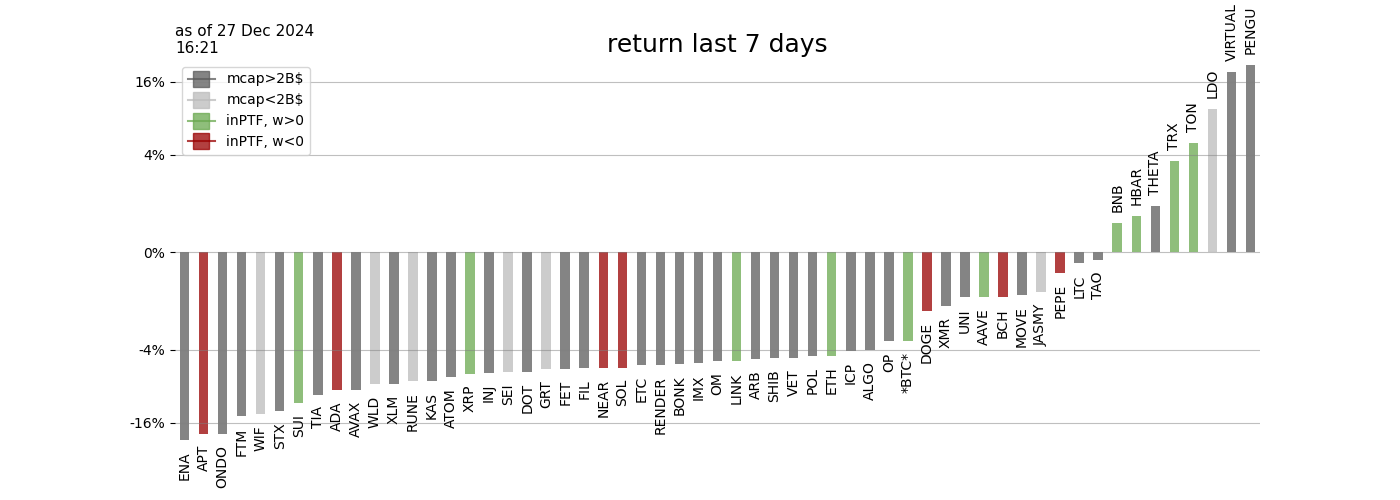 as of 27 Dec 2024
16:21
return last 7 days
mcap>2B$
mcap<2B$
inPTF, w>0
inPTF, w<0
16%
4%
0%
-4%
-16%
ENA
APT
ONDO
FTM
WIF
STX
SUI
TIA
ADA
AVAX
WLD
XLM
RUNE
KAS
ATOM
XRP
INJ
SEI
DOT
GRT
FET
FIL
NEAR
SOL
ETC
RENDER
BONK
IMX
OM
LINK
ARB
SHIB
VET
POL
ETH
ICP
ALGO
OP
*BTC*
DOGE
XMR
UNI
AAVE
BCH
MOVE
JASMY
PEPE
LTC
TAO
BNB
HBAR
THETA
TRX
TON
LDO
VIRTUAL
PENGU